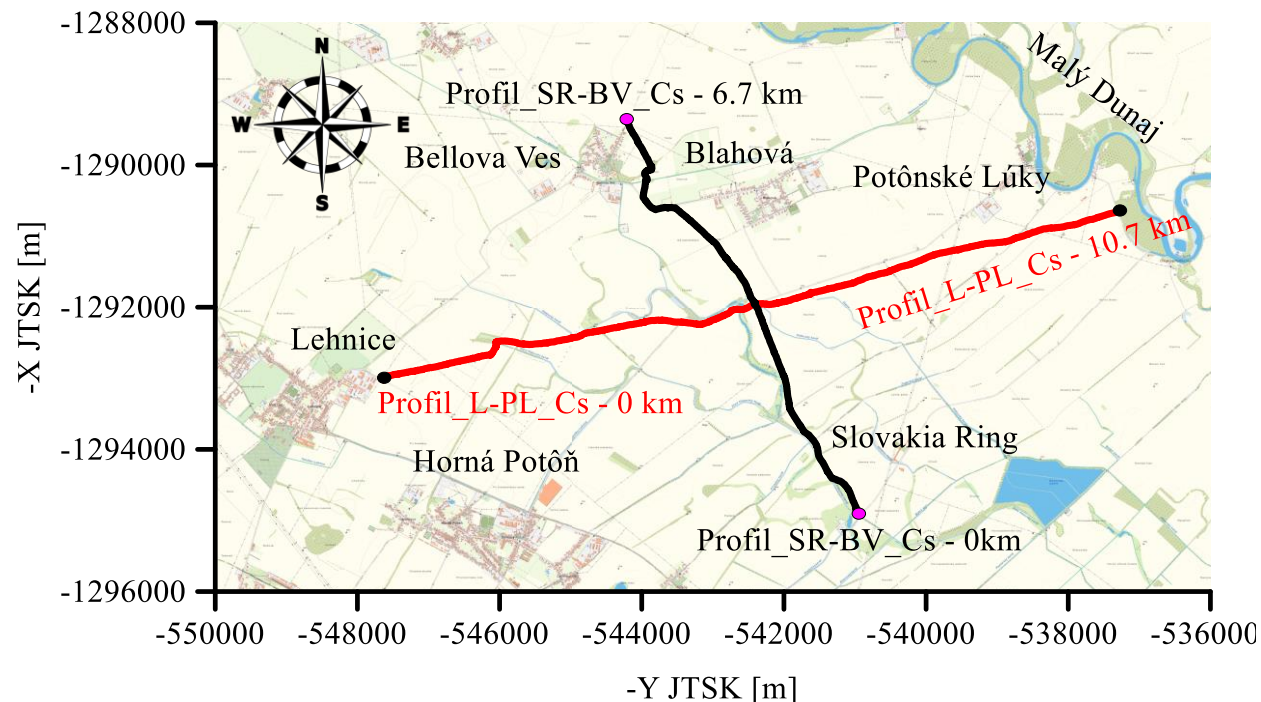 -1288000
N
W
E
S
Profil_SR-BV_Cs - 6.7 km
Malý Dunaj
-1290000
Bellova Ves
Blahová
Potônské Lúky
Profil_L-PL_Cs - 10.7 km
-X JTSK [m]
-1292000
Lehnice
Profil_L-PL_Cs - 0 km
-1294000
Horná Potôň
Slovakia Ring
Profil_SR-BV_Cs - 0km
-1296000
-550000
-548000
-546000
-544000
-542000
-540000
-538000
-536000
-Y JTSK [m]